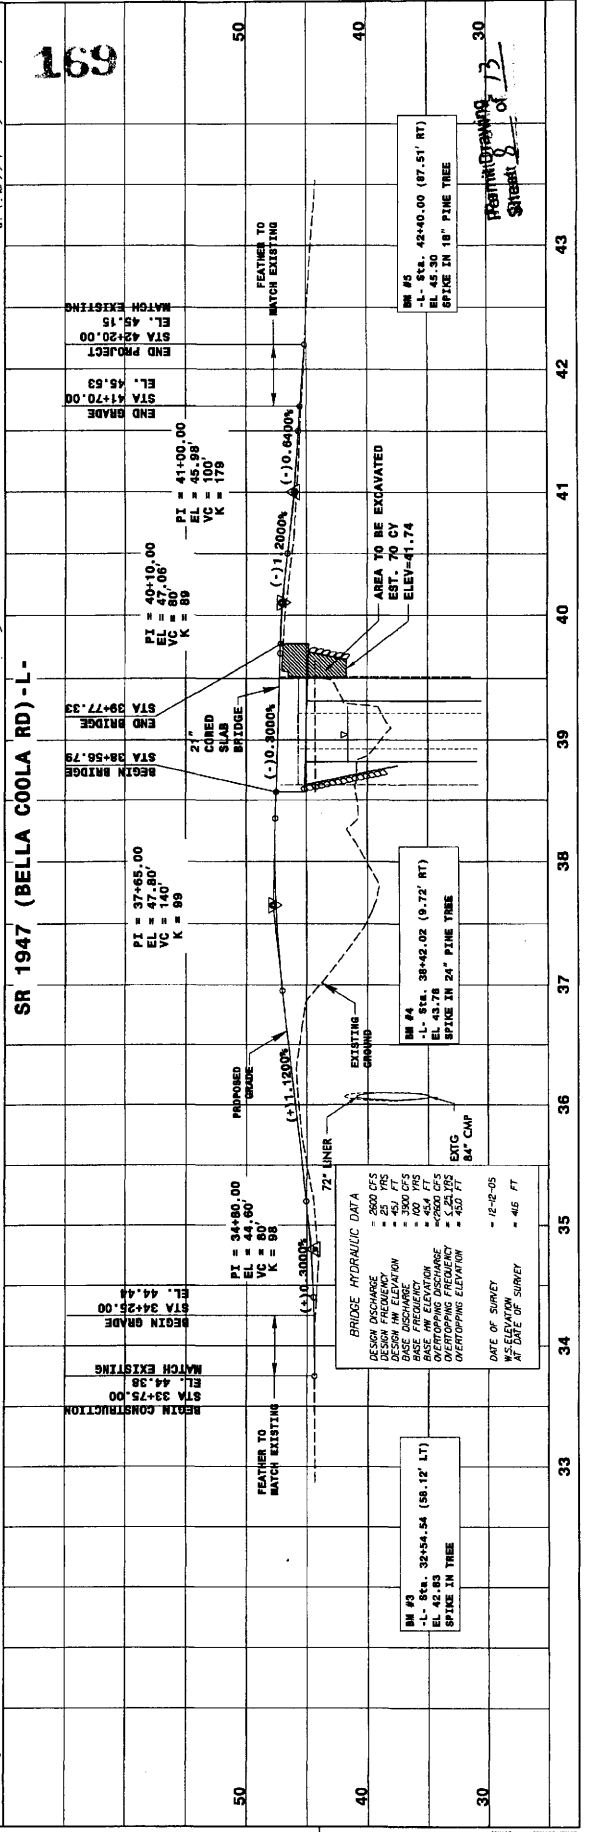 169
SR 1947 (BELLA COOLA RD)-L-
50
40
30
BM #3
-L- Sta. 32+54.54 (58.12' LT)
EL 42.83
SPIKE IN TREE
FEATHER TO
MATCH EXISTING
BEGIN CONSTRUCTION
STA 33+75.00
EL. 44.38
MATCH EXISTING
BEGIN GRADE
STA 34+25.00
EL. 44.44
(+)0.3000%
PI = 34+80.00
EL = 44.60'
VC = 80'
K = 98
BRIDGE HYDRAULIC DATA
DESIGN DISCHARGE = 2600 CFS
DESIGN FREQUENCY = 25 YRS
DESIGN HW ELEVATION = 45.1 FT
BASE DISCHARGE = 3900 CFS
BASE FREQUENCY = 100 YRS
BASE HW ELEVATION = 45.4 FT
OVERTOPPING DISCHARGE =<2600 CFS
OVERTOPPING FREQUENCY = <25 YRS
OVERTOPPING ELEVATION = 45.0 FT
DATE OF SURVEY = 12-12-05
W.S. ELEVATION
AT DATE OF SURVEY = 41.6 FT
72" LINER
EXTG
84" CMP
(+)1.1200%
PROPOSED
GRADE
EXISTING
GROUND
PI = 37+65.00
EL = 47.80'
VC = 140'
K = 99
BM #4
-L- Sta. 38+42.02 (9.72' RT)
EL 43.78
SPIKE IN 24" PINE TREE
BEGIN BRIDGE
STA 38+56.79
(-)0.3000%
21"
CORED
SLAB
BRIDGE
END BRIDGE
STA 39+77.33
PI = 40+10.00
EL = 47.06'
VC = 80'
K = 89
(-)1.2000%
AREA TO BE EXCAVATED
EST. 70 CY
ELEV=41.74
PI = 41+00.00
EL = 45.98'
VC = 100'
K = 179
(-)0.6400%
END GRADE
STA 41+70.00
EL. 45.53
END PROJECT
STA 42+20.00
EL. 45.15
MATCH EXISTING
FEATHER TO
MATCH EXISTING
BM #5
-L- Sta. 42+40.00 (87.51' RT)
EL 45.30
SPIKE IN 18" PINE TREE
50
40
30
Permit Drawing
Sheet 8 of 13
33
34
35
36
37
38
39
40
41
42
43